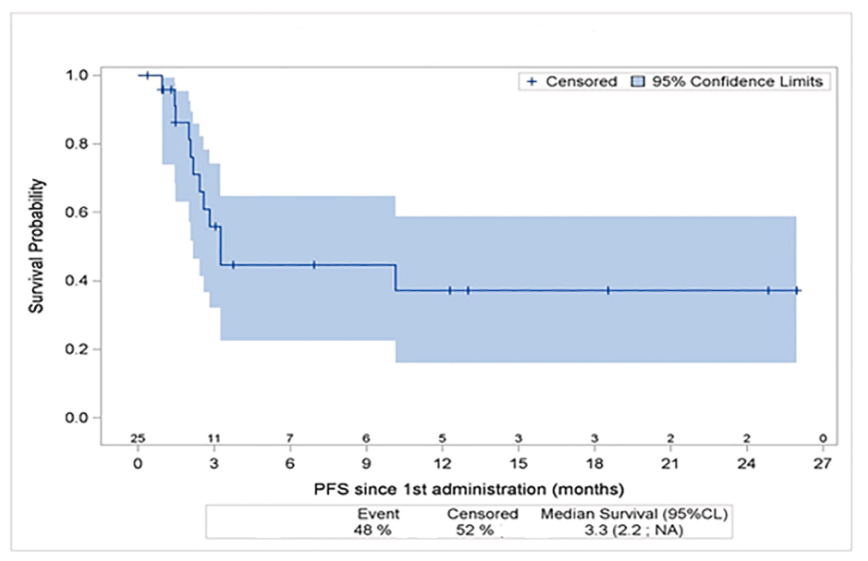 + Censored 95% Confidence Limits
1.0
0.8
0.6
0.4
0.2
0.0
Survival Probability
25 11 7 6 5 3 3 2 2 0
0 3 6 9 12 15 18 21 24 27
PFS since 1st administration (months)
Event Censored Median Survival (95%CL)
48 % 52 % 3.3 (2.2 ; NA)